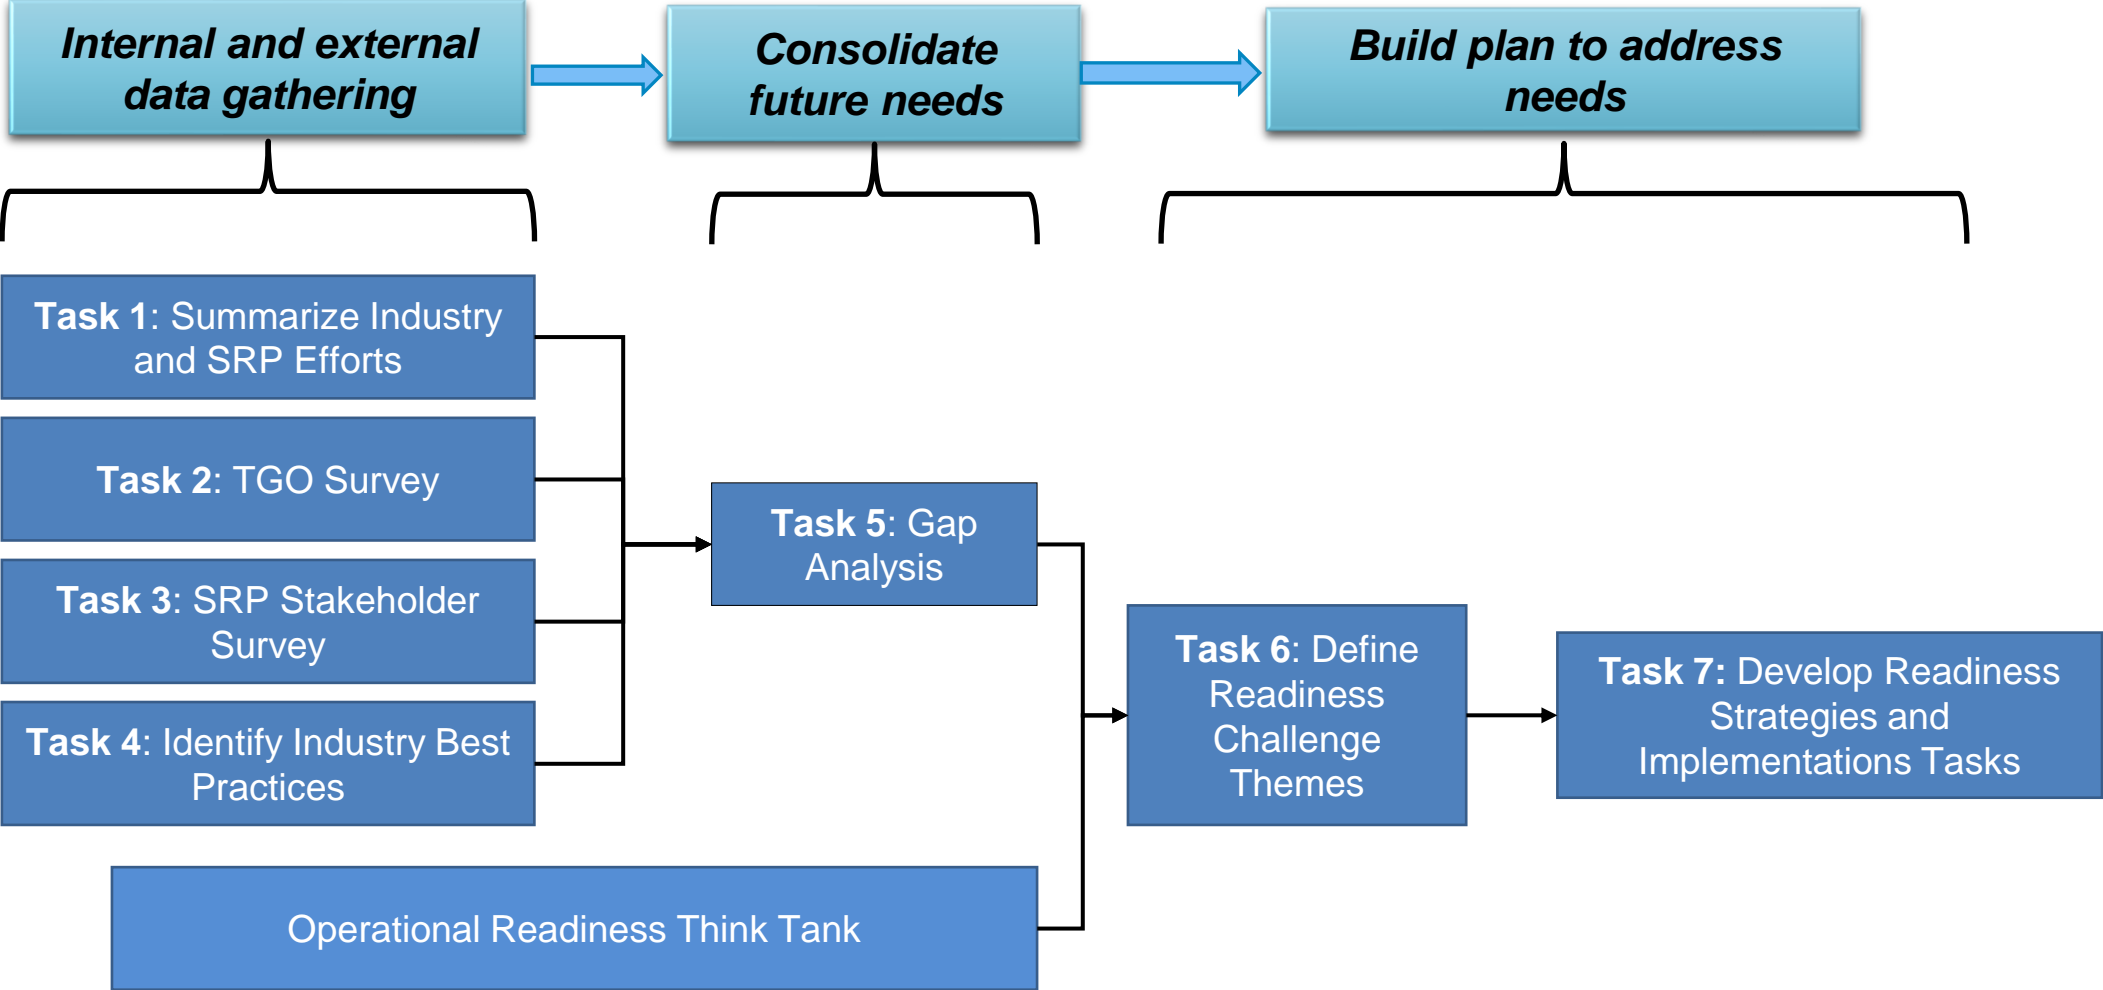 Internal and external
data gathering
Consolidate
future needs
Build plan to address
needs
Task 1: Summarize Industry
and SRP Efforts
Task 2: TGO Survey
Task 3: SRP Stakeholder
Survey
Task 4: Identify Industry Best
Practices
Task 5: Gap
Analysis
Task 6: Define
Readiness
Challenge
Themes
Task 7: Develop Readiness
Strategies and
Implementations Tasks
Operational Readiness Think Tank